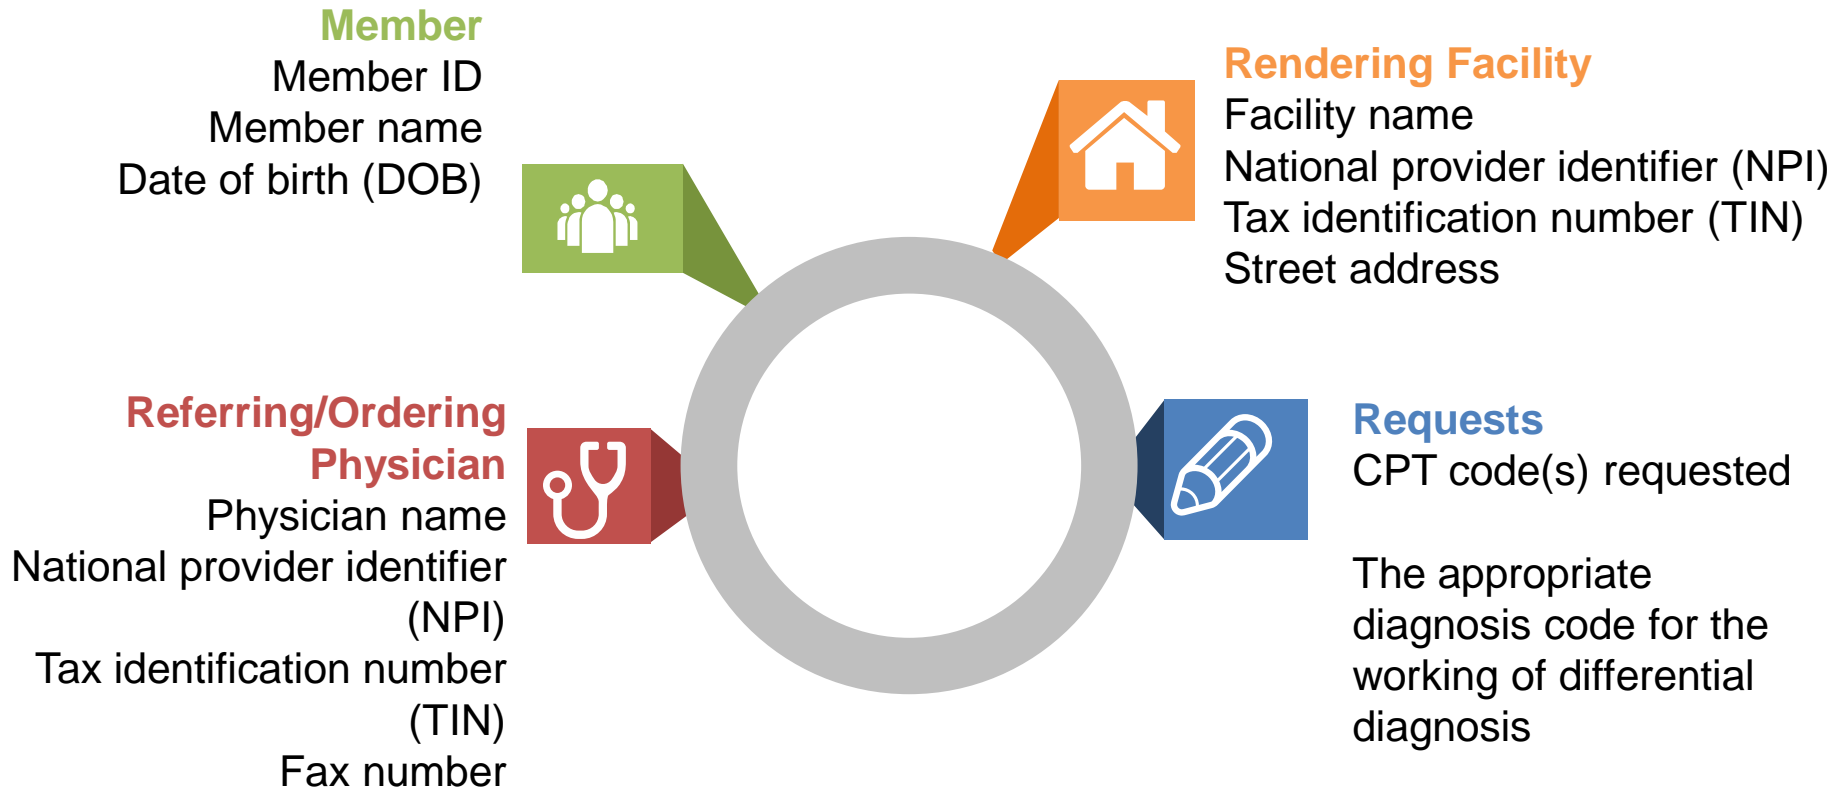 Member
Member ID
Member name
Date of birth (DOB)
Rendering Facility
Facility name
National provider identifier (NPI)
Tax identification number (TIN)
Street address
Referring/Ordering
Physician
Physician name
National provider identifier
(NPI)
Tax identification number
(TIN)
Fax number
Requests
CPT code(s) requested
The appropriate
diagnosis code for the
working of differential
diagnosis